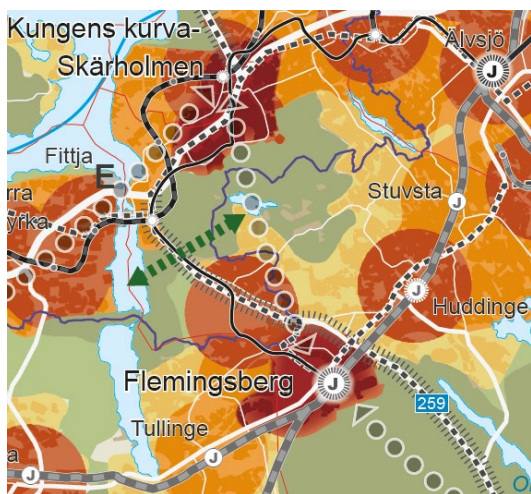 Kungens kurva-
Skärholmen
Älvsjö
J
Fittja
E
rra
yrka
Stuvsta
J
J
Huddinge
Flemingsberg
J
259
Tullinge
J
a
J
O